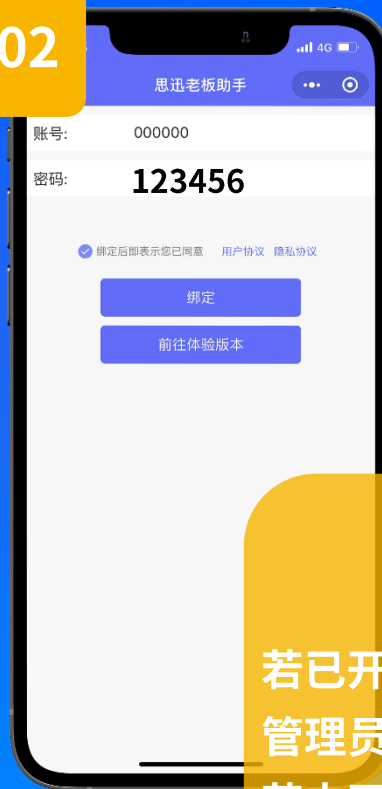 02
4G
思迅老板助手
账号: 000000
密码: 123456
绑定后即表示您已同意 用户协议 隐私协议
绑定
前往体验版本
若已开
管理员